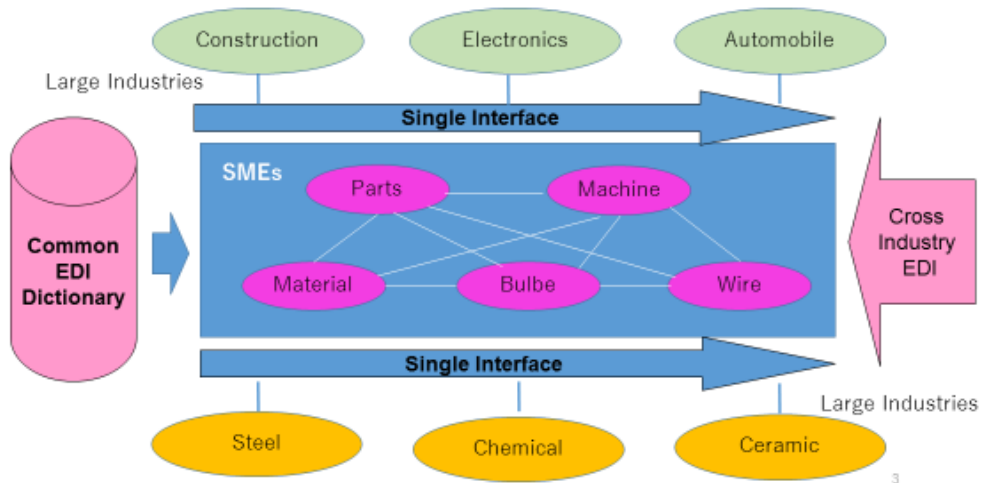 Construction
Electronics
Automobile
Large Industries
Single Interface
SMEs
Parts
Machine
Common
EDI
Dictionary
Cross
Industry
EDI
Material
Bulbe
Wire
Single Interface
Large Industries
Steel
Chemical
Ceramic
3